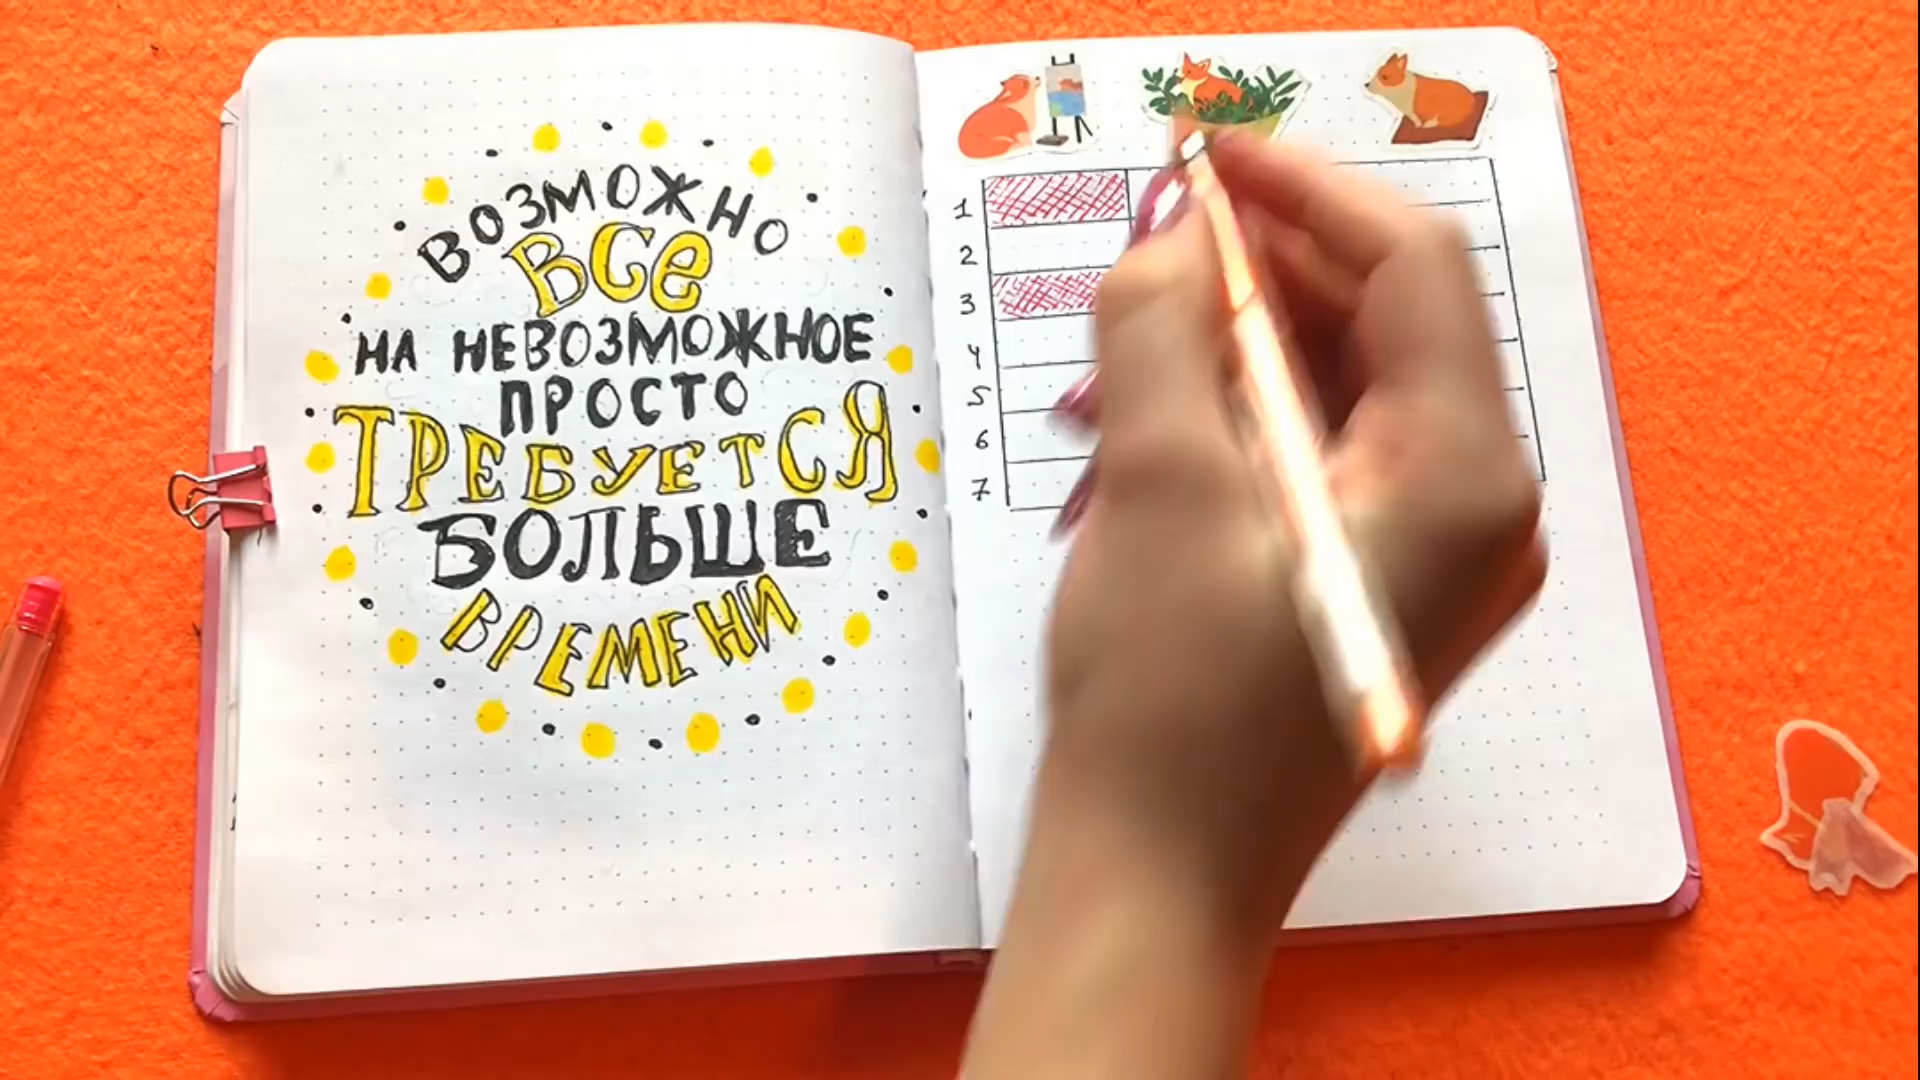 ВОЗМОЖНО
ВСе
НА НЕВОЗМОЖНОЕ
ПРОСТО
ТРЕБУЕТСЯ
БОЛЬШЕ
ВРЕМЕНИ
1
2
3
4
5
6
7